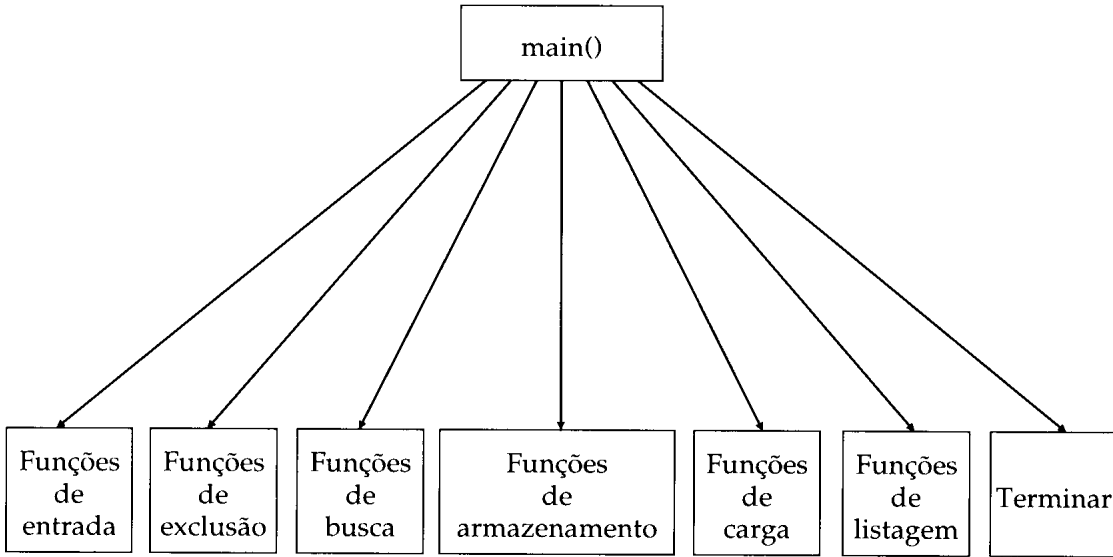 main()
Funções
de
entrada
Funções
de
exclusão
Funções
de
busca
Funções
de
armazenamento
Funções
de
carga
Funções
de
listagem
Terminar